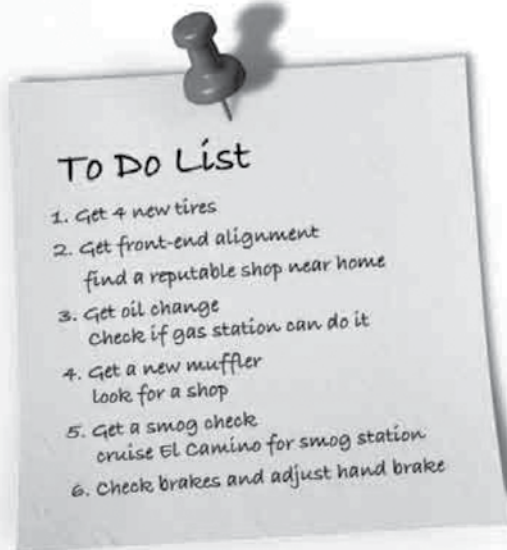 To Do List
1. Get 4 new tires
2. Get front-end alignment
find a reputable shop near home
3. Get oil change
Check if gas station can do it
4. Get a new muffler
look for a shop
5. Get a smog check
cruise El Camino for smog station
6. Check brakes and adjust hand brake